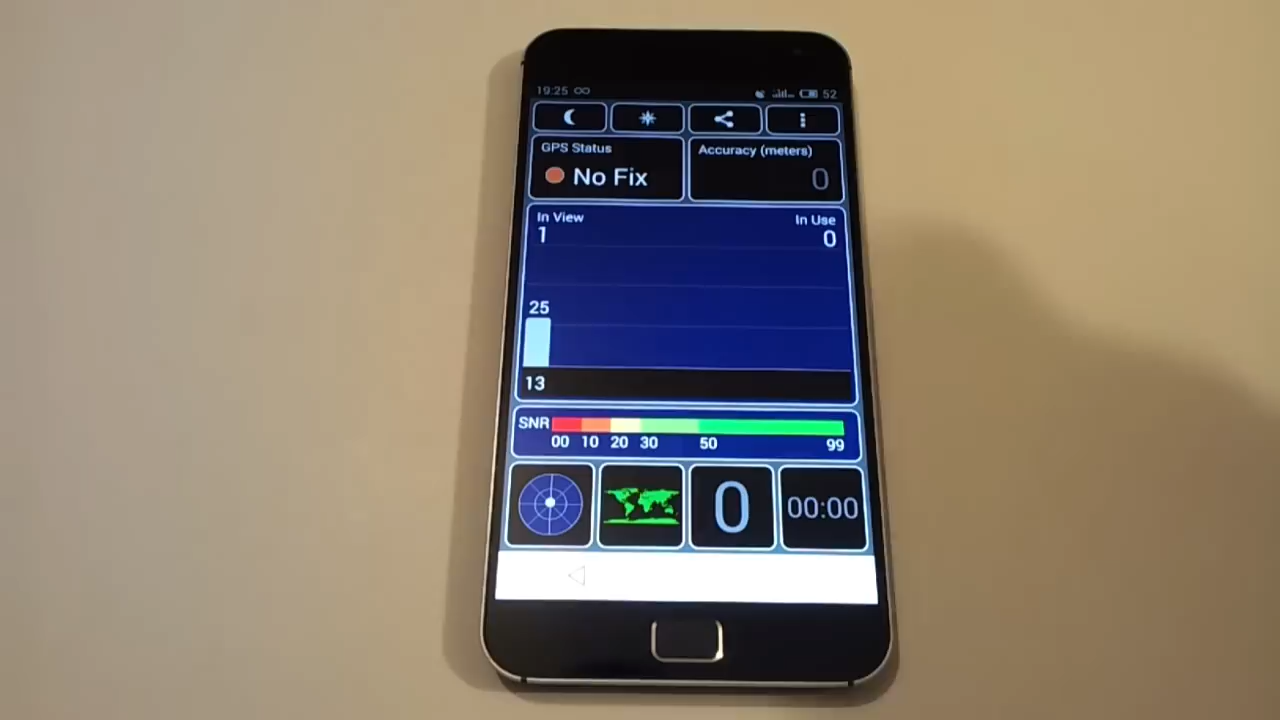 19:25 52
GPS Status
No Fix
Accuracy (meters)
0
In View
1
In Use
0
25
13
SNR
00 10 20 30 50 99
0
00:00